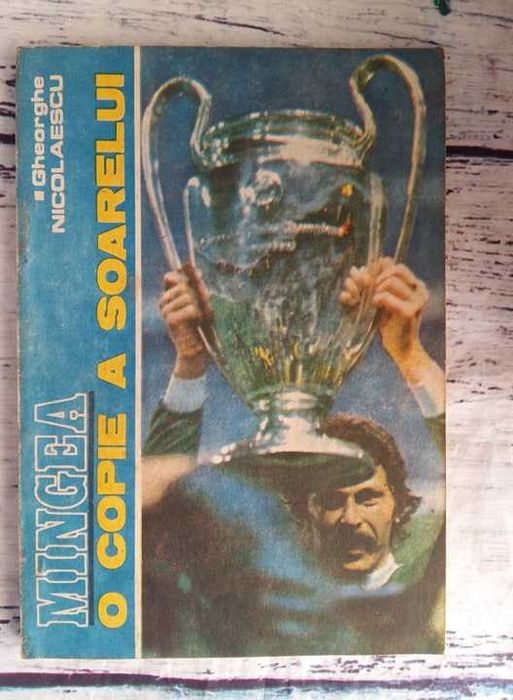 ▪ Gheorghe
NICOLAESCU
MINGEA
O COPIE A SOARELUI